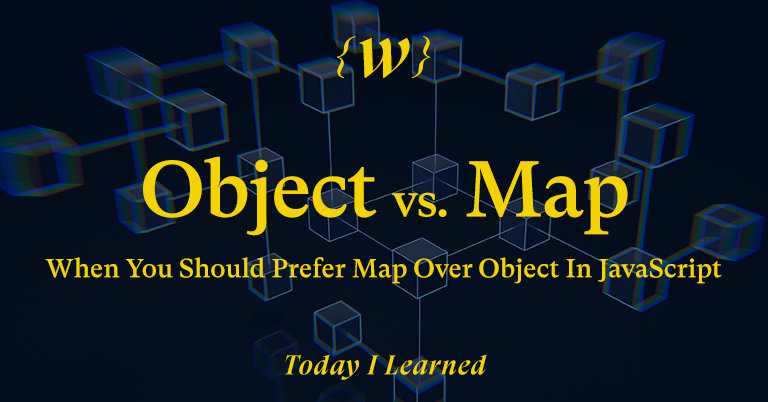 {w}
Object vs. Map
When You Should Prefer Map Over Object In JavaScript
Today I Learned